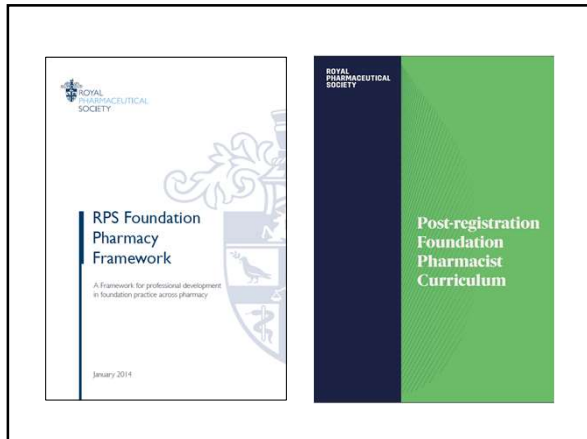 ROYAL
PHARMACEUTICAL
SOCIETY
RPS Foundation
Pharmacy
Framework
A Framework for professional development
in foundation practice across pharmacy
January 2014
ROYAL
PHARMACEUTICAL
SOCIETY
Post-registration
Foundation
Pharmacist
Curriculum